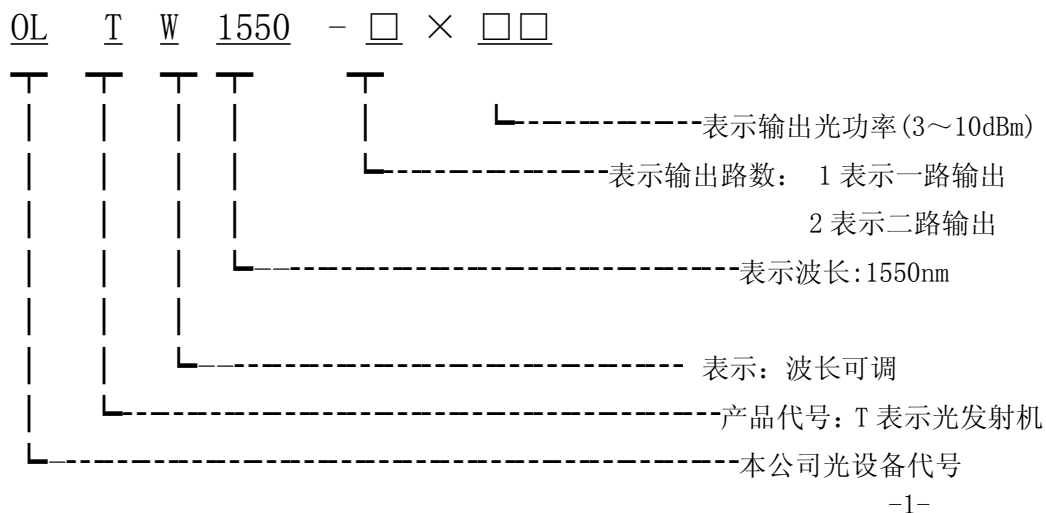 OL T W 1550 －□×□□
表示输出光功率(3～10dBm)
表示输出路数： 1 表示一路输出
2 表示二路输出
表示波长:1550nm
表示：波长可调
产品代号：T 表示光发射机
本公司光设备代号
-1-